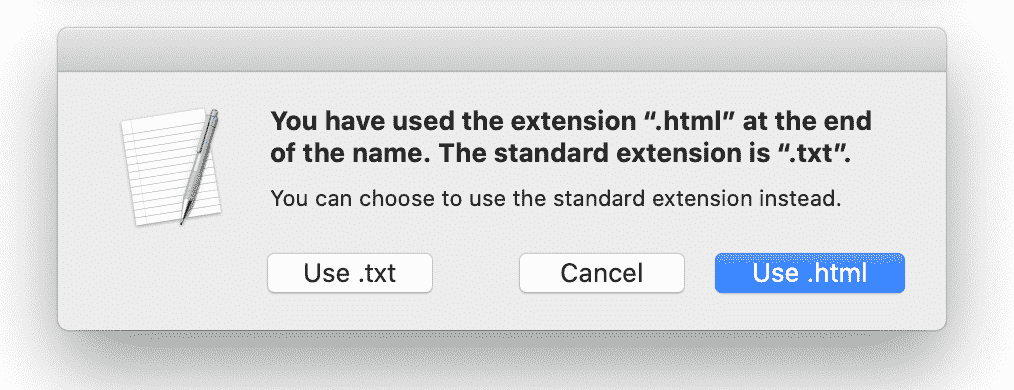 You have used the extension “.html” at the end
of the name. The standard extension is “.txt”.
You can choose to use the standard extension instead.
Use .txt
Cancel
Use .html